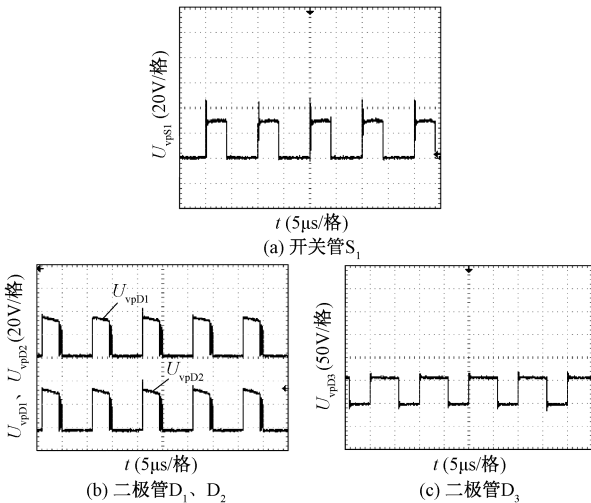 U_vpS1 (20V/格)
t (5μs/格)
(a) 开关管S₁
U_vpD1、U_vpD2 (20V/格)
U_vpD1
U_vpD2
t (5μs/格)
(b) 二极管D₁、D₂
U_vpD3 (50V/格)
t (5μs/格)
(c) 二极管D₃